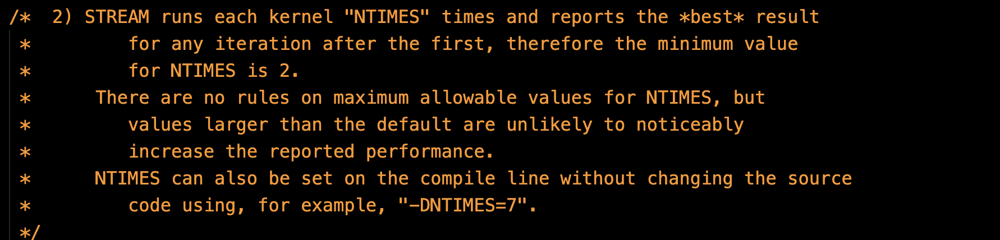 /*  2) STREAM runs each kernel "NTIMES" times and reports the *best* result
 *         for any iteration after the first, therefore the minimum value
 *         for NTIMES is 2.
 *      There are no rules on maximum allowable values for NTIMES, but
 *         values larger than the default are unlikely to noticeably
 *         increase the reported performance.
 *      NTIMES can also be set on the compile line without changing the source
 *         code using, for example, "-DNTIMES=7".
 */